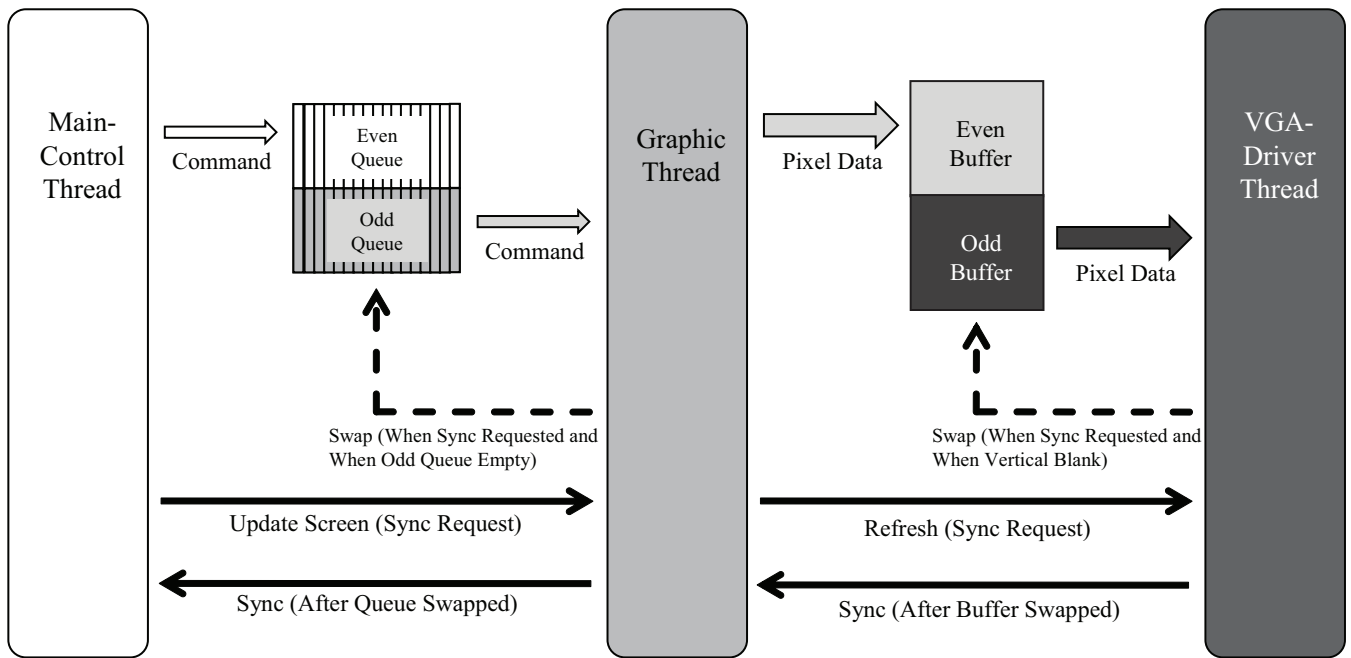 Main-
Control
Thread
Command
Even
Queue
Odd
Queue
Command
Graphic
Thread
Pixel Data
Even
Buffer
Odd
Buffer
Pixel Data
VGA-
Driver
Thread
Swap (When Sync Requested and
When Odd Queue Empty)
Swap (When Sync Requested and
When Vertical Blank)
Update Screen (Sync Request)
Refresh (Sync Request)
Sync (After Queue Swapped)
Sync (After Buffer Swapped)